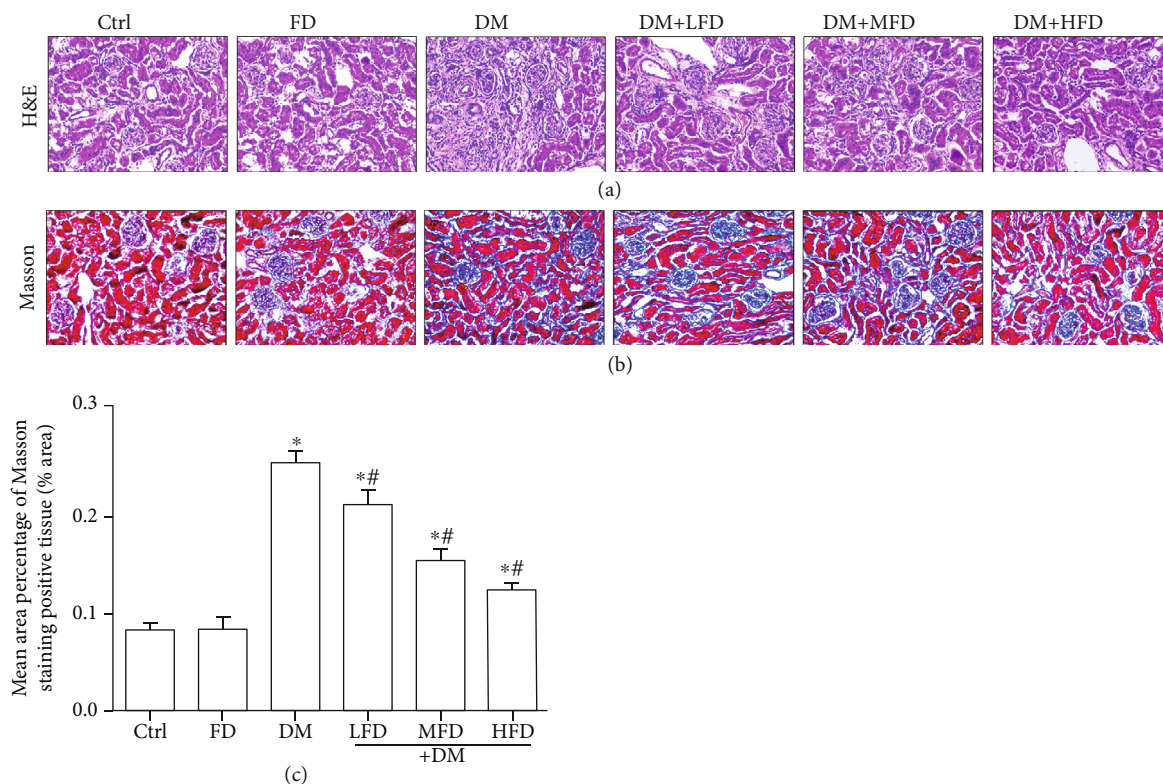 Ctrl FD DM DM+LFD DM+MFD DM+HFD
H&E
(a)
Masson
(b)
Mean area percentage of Masson
staining positive tissue (% area)
0.3
0.2
0.1
0.0
*
*#
*#
*#
Ctrl FD DM LFD MFD HFD
+DM
(c)